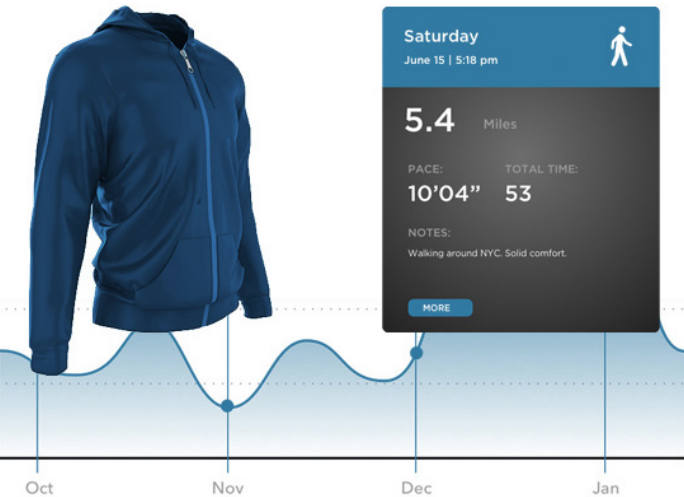 Saturday
June 15 | 5:18 pm
5.4 Miles
PACE: TOTAL TIME:
10’04” 53
NOTES:
Walking around NYC. Solid comfort.
MORE
Oct Nov Dec Jan